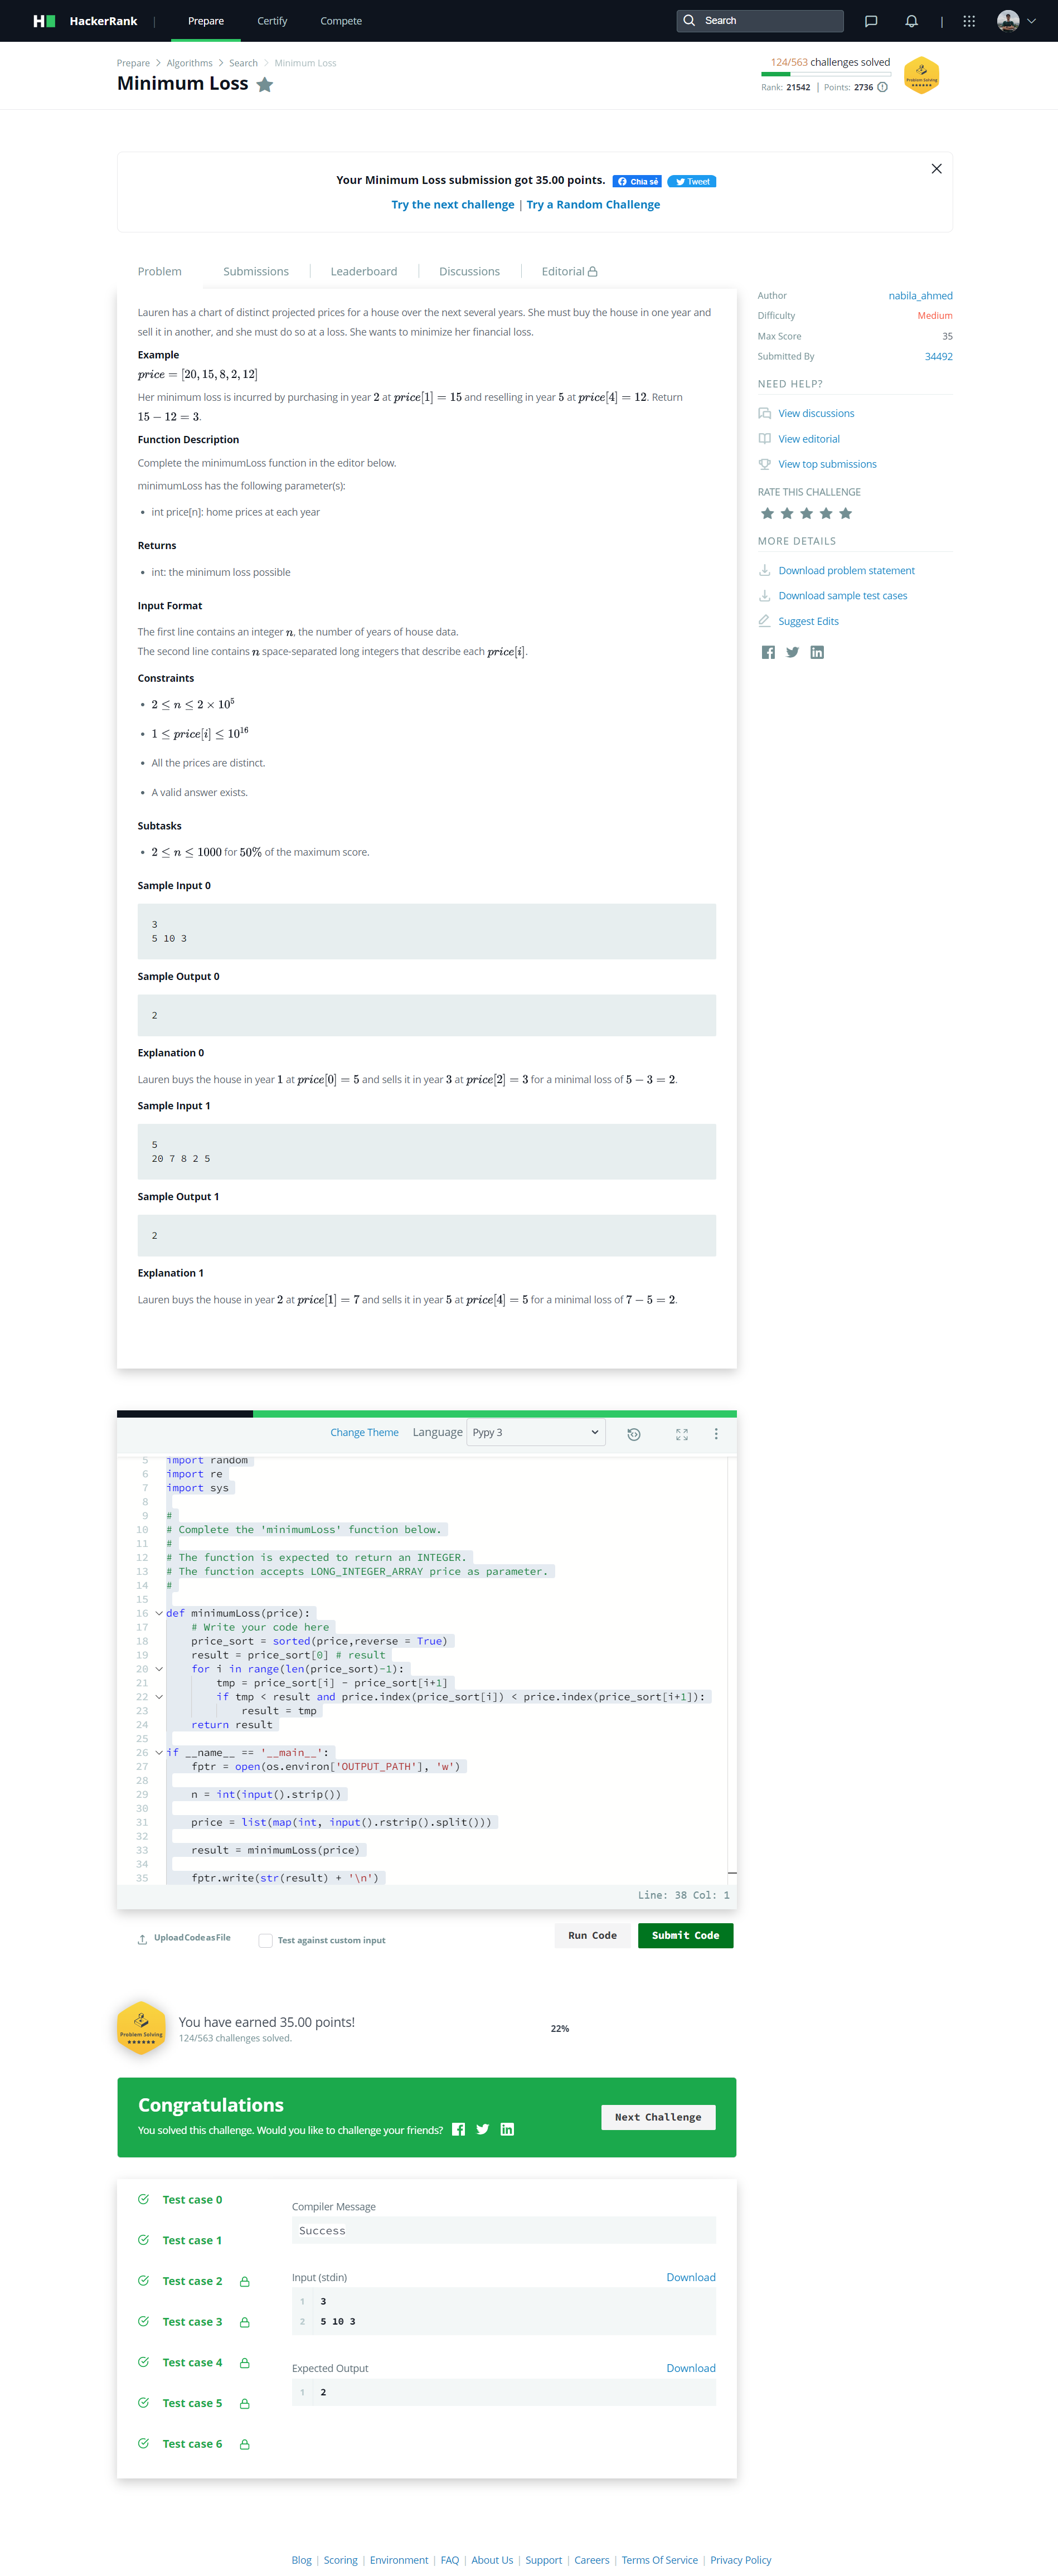 HackerRank | Prepare Certify Compete Search |
Prepare > Algorithms > Search > Minimum Loss
Minimum Loss
124/563 challenges solved
Rank: 21542 | Points: 2736
Problem Solving
Your Minimum Loss submission got 35.00 points. Chia sẻ Tweet
Try the next challenge | Try a Random Challenge
Problem Submissions Leaderboard Discussions Editorial
Lauren has a chart of distinct projected prices for a house over the next several years. She must buy the house in one year and
sell it in another, and she must do so at a loss. She wants to minimize her financial loss.
Example
price = [20, 15, 8, 2, 12]
Her minimum loss is incurred by purchasing in year 2 at price[1] = 15 and reselling in year 5 at price[4] = 12. Return
15 − 12 = 3.
Function Description
Complete the minimumLoss function in the editor below.
minimumLoss has the following parameter(s):
• int price[n]: home prices at each year
Returns
• int: the minimum loss possible
Input Format
The first line contains an integer n, the number of years of house data.
The second line contains n space-separated long integers that describe each price[i].
Constraints
• 2 ≤ n ≤ 2 × 10⁵
• 1 ≤ price[i] ≤ 10¹⁶
• All the prices are distinct.
• A valid answer exists.
Subtasks
• 2 ≤ n ≤ 1000 for 50% of the maximum score.
Sample Input 0
3
5 10 3
Sample Output 0
2
Explanation 0
Lauren buys the house in year 1 at price[0] = 5 and sells it in year 3 at price[2] = 3 for a minimal loss of 5 − 3 = 2.
Sample Input 1
5
20 7 8 2 5
Sample Output 1
2
Explanation 1
Lauren buys the house in year 2 at price[1] = 7 and sells it in year 5 at price[4] = 5 for a minimal loss of 7 − 5 = 2.
Author nabila_ahmed
Difficulty Medium
Max Score 35
Submitted By 34492
NEED HELP?
View discussions
View editorial
View top submissions
RATE THIS CHALLENGE
MORE DETAILS
Download problem statement
Download sample test cases
Suggest Edits
Change Theme Language Pypy 3
5 import random
6 import re
7 import sys
8
9 #
10 # Complete the 'minimumLoss' function below.
11 #
12 # The function is expected to return an INTEGER.
13 # The function accepts LONG_INTEGER_ARRAY price as parameter.
14 #
15
16 def minimumLoss(price):
17     # Write your code here
18     price_sort = sorted(price,reverse = True)
19     result = price_sort[0] # result
20     for i in range(len(price_sort)-1):
21         tmp = price_sort[i] - price_sort[i+1]
22         if tmp < result and price.index(price_sort[i]) < price.index(price_sort[i+1]):
23             result = tmp
24     return result
25
26 if __name__ == '__main__':
27     fptr = open(os.environ['OUTPUT_PATH'], 'w')
28
29     n = int(input().strip())
30
31     price = list(map(int, input().rstrip().split()))
32
33     result = minimumLoss(price)
34
35     fptr.write(str(result) + '\n')
Line: 38 Col: 1
Upload Code as File Test against custom input Run Code Submit Code
Problem Solving
You have earned 35.00 points!
124/563 challenges solved.
22%
Congratulations
You solved this challenge. Would you like to challenge your friends?
Next Challenge
Test case 0
Test case 1
Test case 2
Test case 3
Test case 4
Test case 5
Test case 6
Compiler Message
Success
Input (stdin) Download
1 3
2 5 10 3
Expected Output Download
1 2
Blog | Scoring | Environment | FAQ | About Us | Support | Careers | Terms Of Service | Privacy Policy